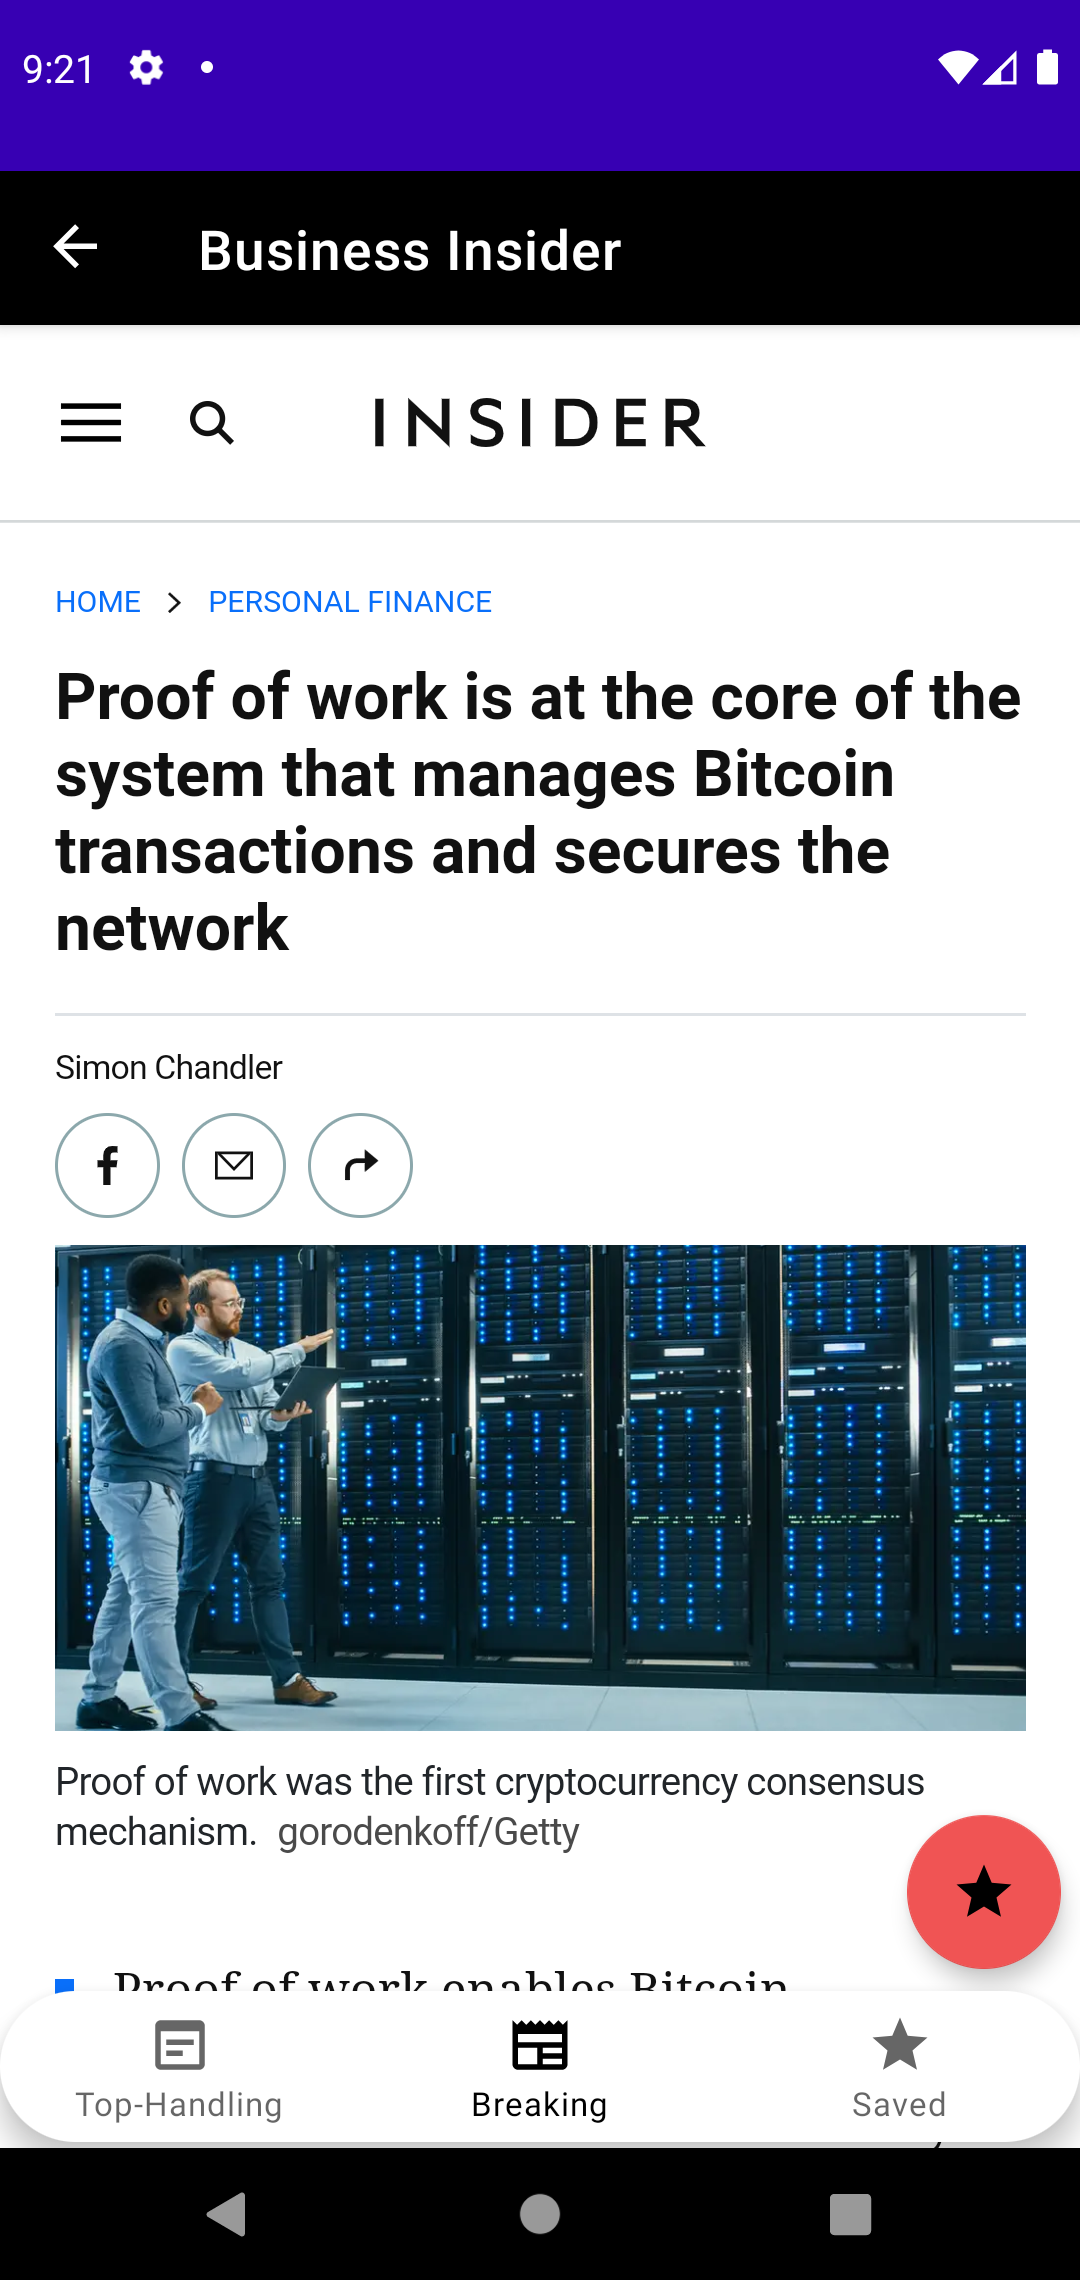 9:21
Business Insider
INSIDER
HOME > PERSONAL FINANCE
Proof of work is at the core of the
system that manages Bitcoin
transactions and secures the
network
Simon Chandler
Proof of work was the first cryptocurrency consensus
mechanism. gorodenkoff/Getty
Proof of work enables Bitcoin
Top-Handling
Breaking
Saved